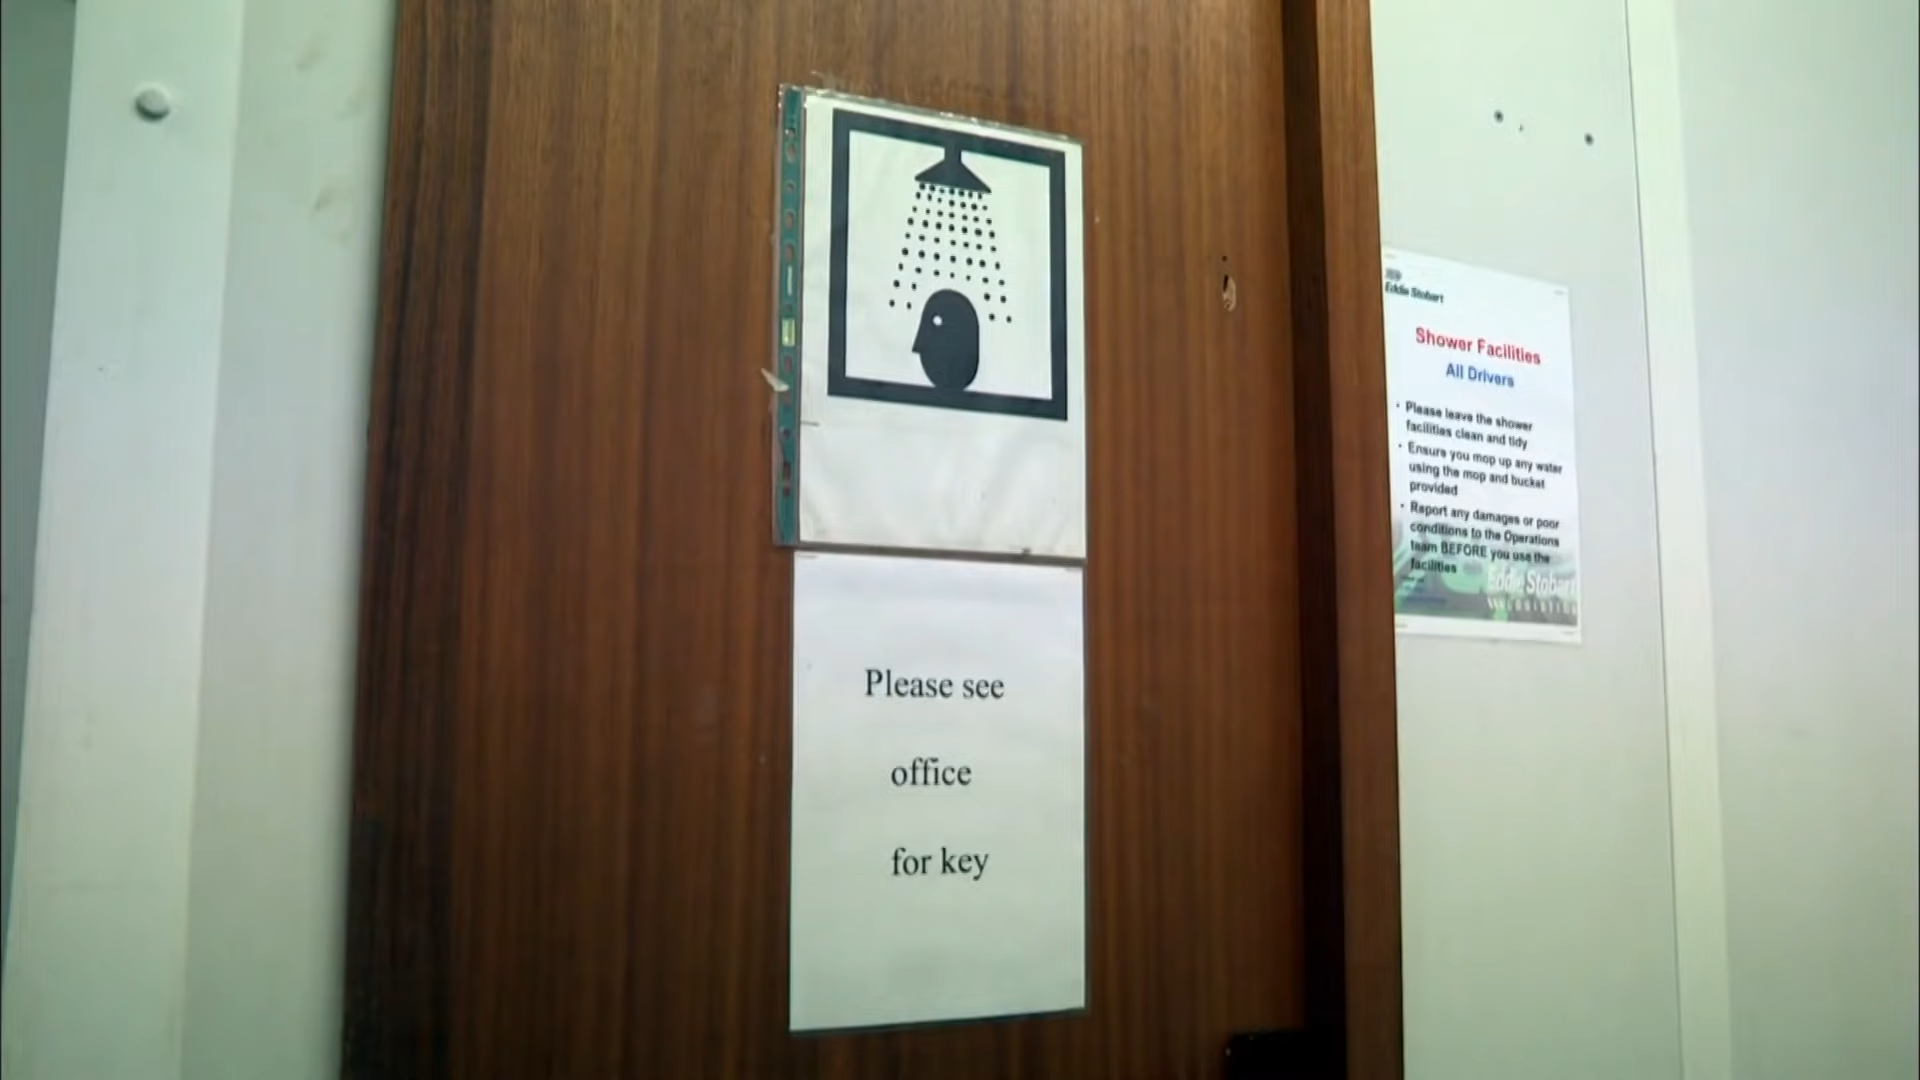 Please see
office
for key
Eddie Stobart
Shower Facilities
All Drivers
• Please leave the shower
facilities clean and tidy
• Ensure you mop up any water
using the mop and bucket
provided
• Report any damages or poor
conditions to the Operations
team BEFORE you use the
facilities
Eddie Stobart
LOGISTICS